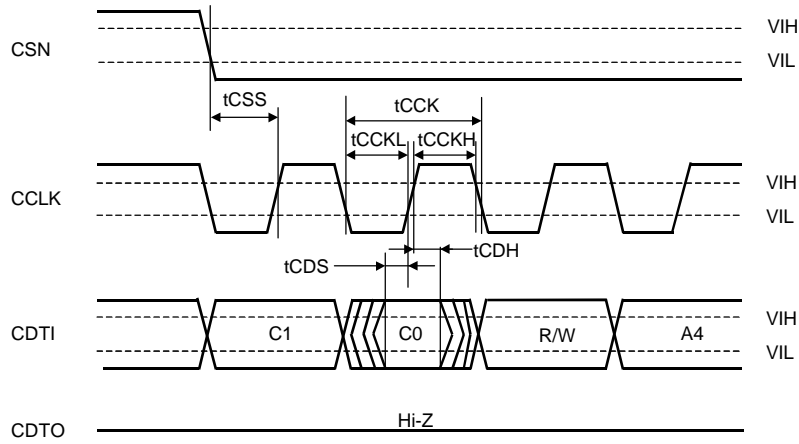 CSN
VIH
VIL
tCSS
tCCK
tCCKL
tCCKH
CCLK
VIH
VIL
tCDS
tCDH
CDTI
C1
C0
R/W
A4
VIH
VIL
CDTO
Hi-Z